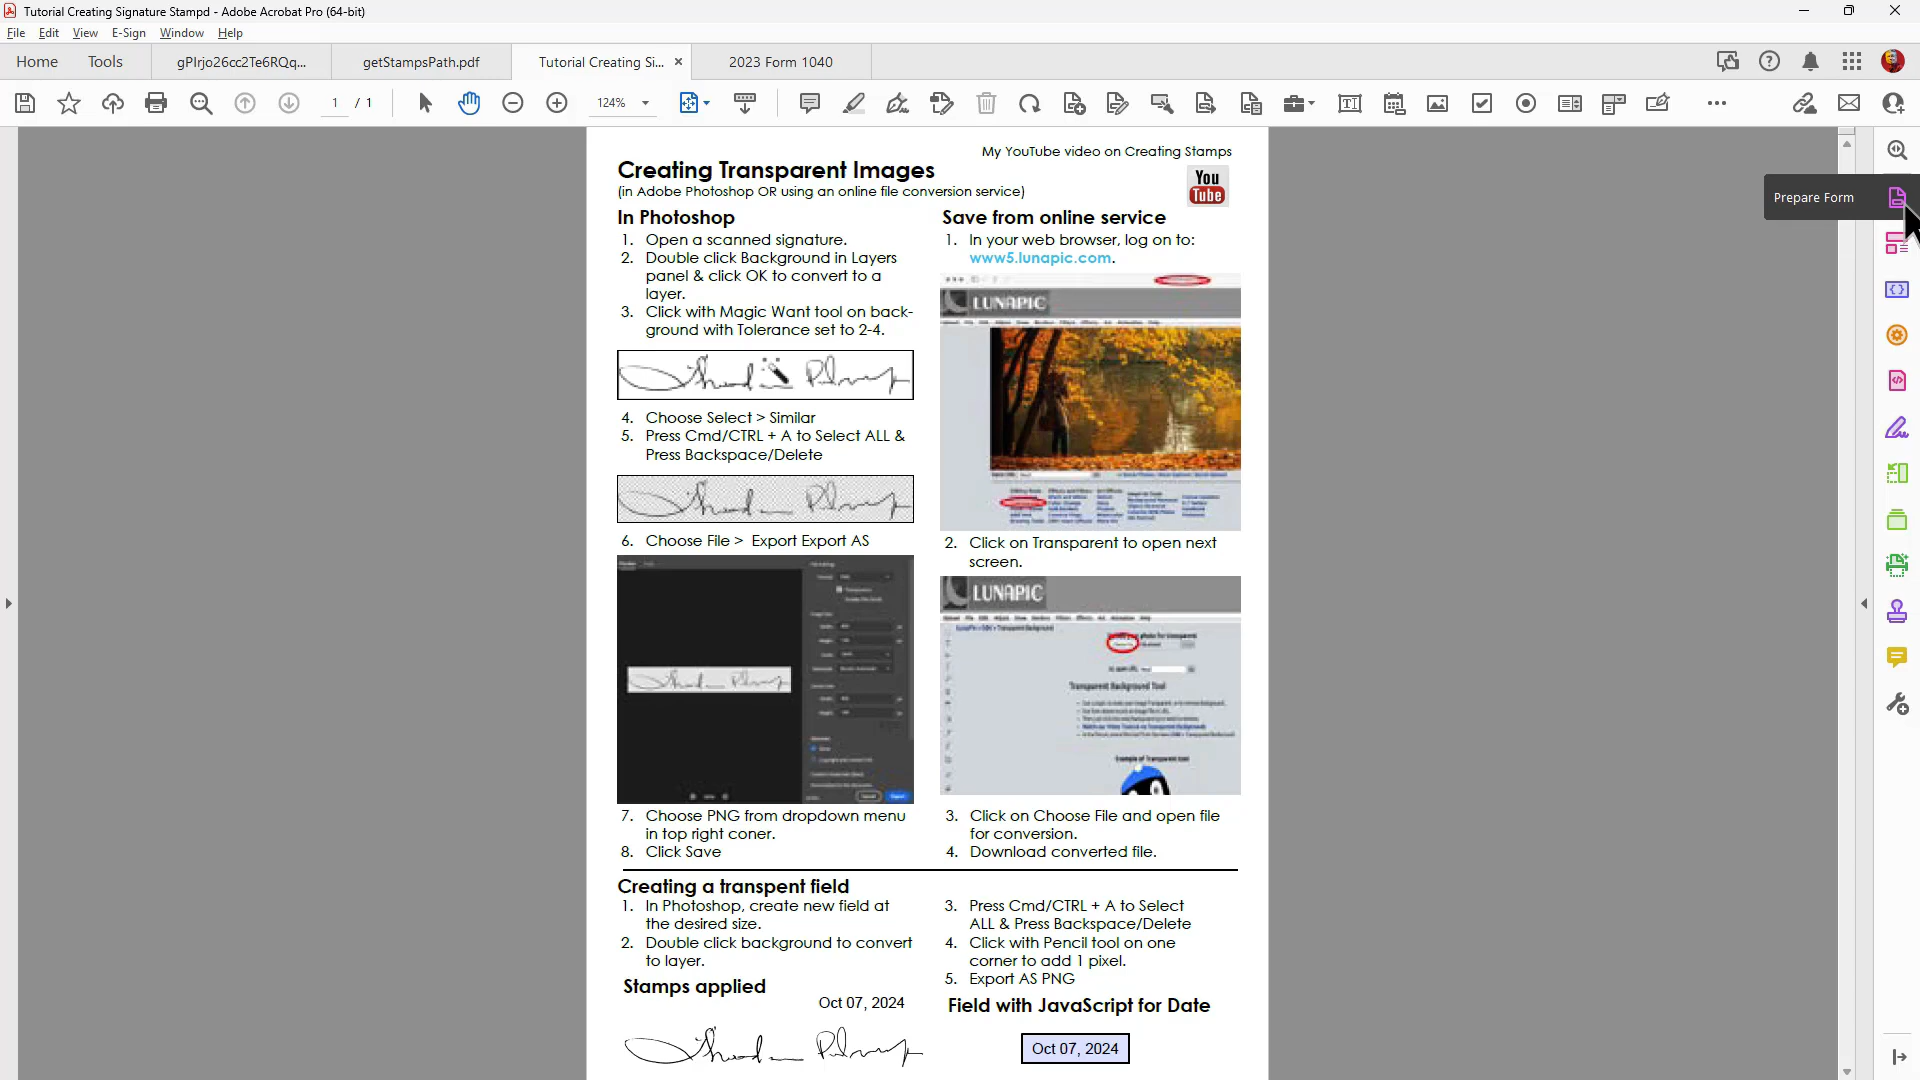 Tutorial Creating Signature Stampd - Adobe Acrobat Pro (64-bit)
File Edit View E-Sign Window Help
Home Tools gPIrjo26cc2Te6RQq... getStampsPath.pdf Tutorial Creating Si... × 2023 Form 1040
1 / 1 124%
Prepare Form
My YouTube video on Creating Stamps
Creating Transparent Images
(in Adobe Photoshop OR using an online file conversion service)
You
Tube
In Photoshop
1. Open a scanned signature.
2. Double click Background in Layers
panel & click OK to convert to a
layer.
3. Click with Magic Want tool on back-
ground with Tolerance set to 2-4.
4. Choose Select > Similar
5. Press Cmd/CTRL + A to Select ALL &
Press Backspace/Delete
6. Choose File > Export Export AS
7. Choose PNG from dropdown menu
in top right coner.
8. Click Save
Save from online service
1. In your web browser, log on to:
www5.lunapic.com.
LUNAPIC
2. Click on Transparent to open next
screen.
LUNAPIC
Transparent Background Tool
Example of Transparent tool
3. Click on Choose File and open file
for conversion.
4. Download converted file.
Creating a transpent field
1. In Photoshop, create new field at
the desired size.
2. Double click background to convert
to layer.
3. Press Cmd/CTRL + A to Select
ALL & Press Backspace/Delete
4. Click with Pencil tool on one
corner to add 1 pixel.
5. Export AS PNG
Stamps applied
Oct 07, 2024
Field with JavaScript for Date
Oct 07, 2024